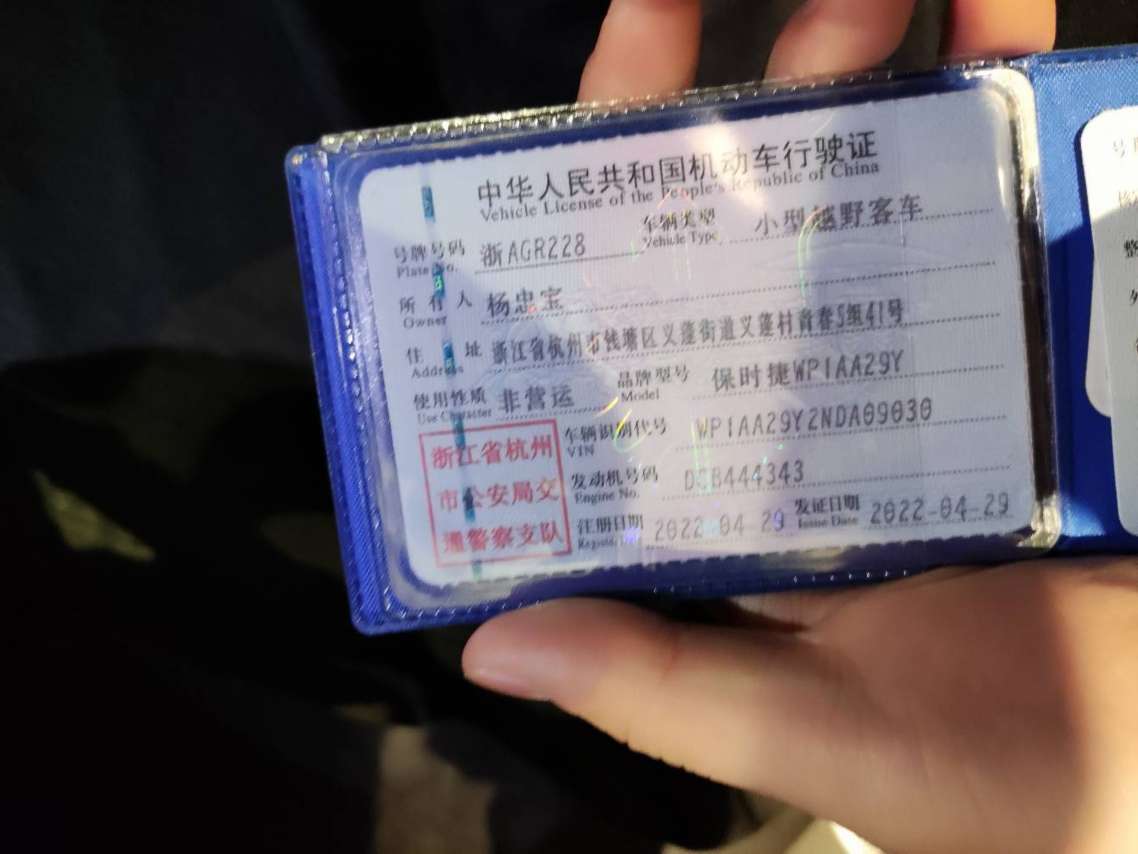 中华人民共和国机动车行驶证
Vehicle License of the People's Republic of China
号牌号码 浙AGR228 车辆类型 小型越野客车
Plate No. Vehicle Type
所有人 杨忠宝
Owner
住址 浙江省杭州市钱塘区义蓬街道义蓬村青春5组41号
Address
使用性质 非营运 品牌型号 保时捷WP1AA29Y
Use Character Model
浙江省杭州市公安局交通警察支队
车辆识别代号 WP1AA29Y2NDA09030
VIN
发动机号码 DCB444343
Engine No.
注册日期 2022-04-29 发证日期 2022-04-29
Issue Date